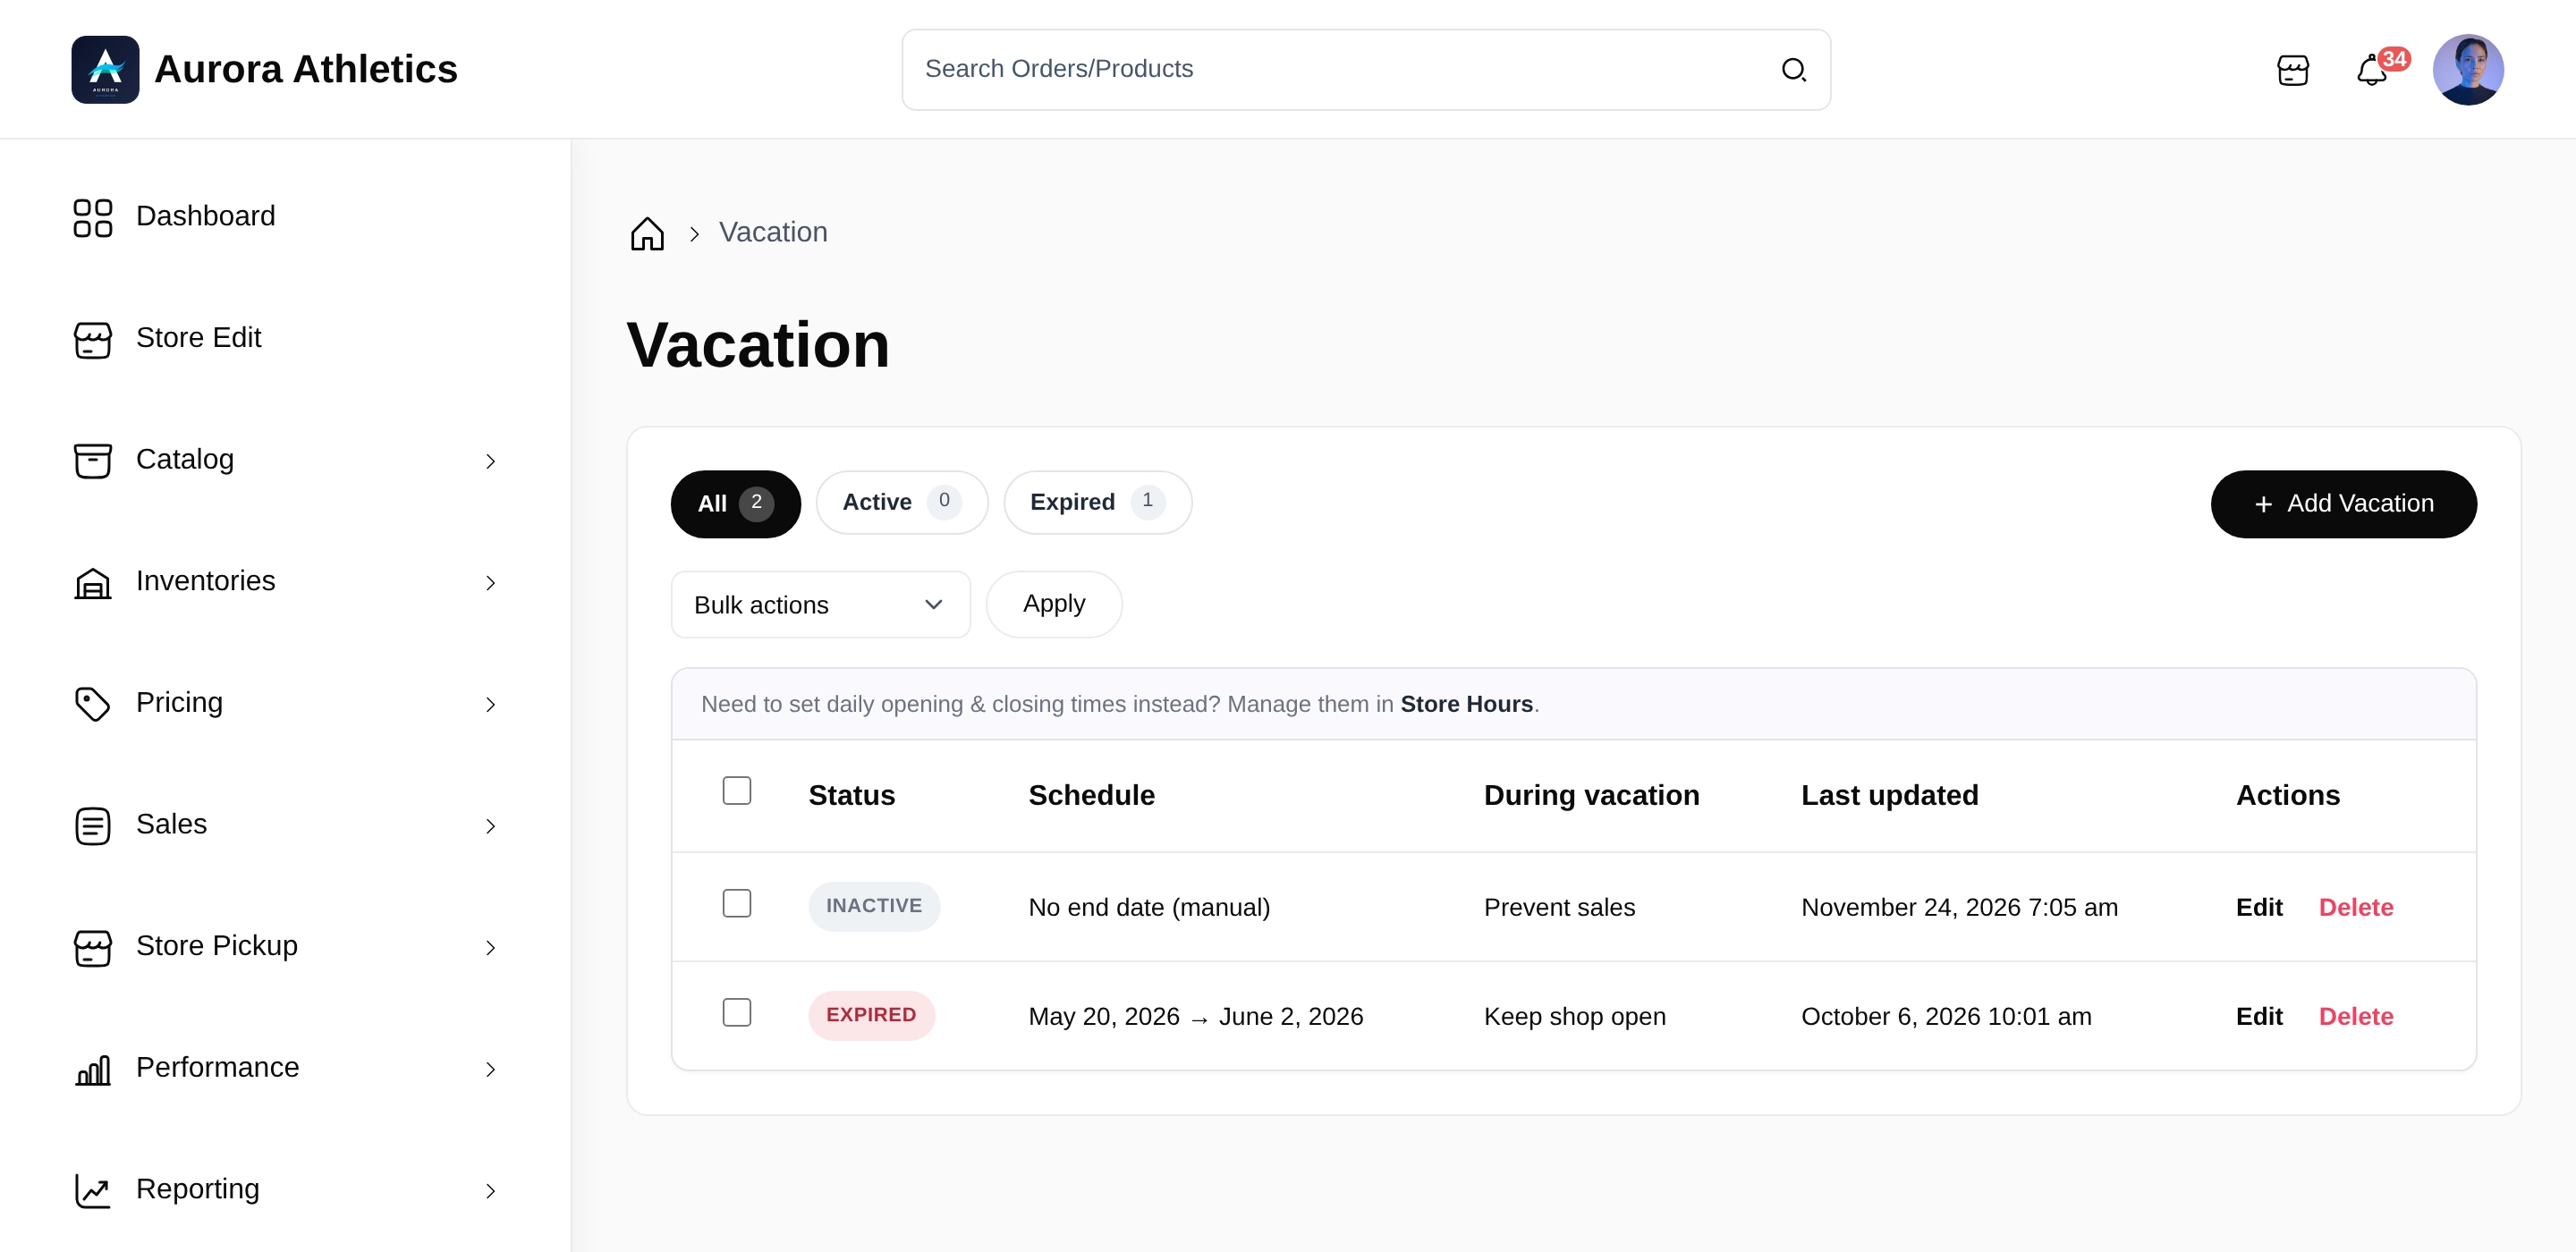 AURORA
Aurora Athletics
Search Orders/Products
34
Dashboard
Store Edit
Catalog
Inventories
Pricing
Sales
Store Pickup
Performance
Reporting
Vacation
Vacation
All 2 Active 0 Expired 1 + Add Vacation
Bulk actions Apply
Need to set daily opening & closing times instead? Manage them in Store Hours.
Status Schedule During vacation Last updated Actions
INACTIVE No end date (manual) Prevent sales November 24, 2026 7:05 am Edit Delete
EXPIRED May 20, 2026 → June 2, 2026 Keep shop open October 6, 2026 10:01 am Edit Delete